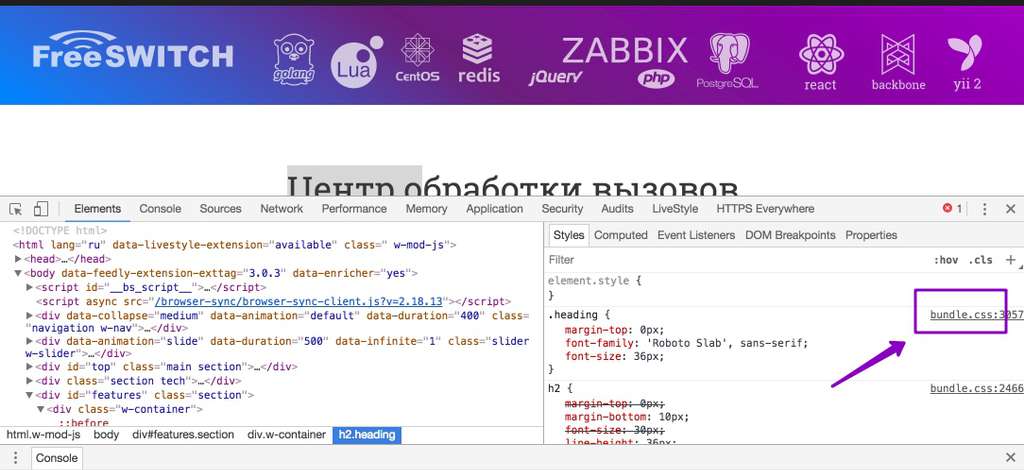 FreeSWITCH
golang
Lua
CentOS
redis
jQUERY
ZABBIX
php
PostgreSQL
react
backbone
yii 2
Центр обработки вызовов
Elements Console Sources Network Performance Memory Application Security Audits LiveStyle HTTPS Everywhere 1
<!DOCTYPE html>
<html lang="ru" data-livestyle-extension="available" class=" w-mod-js">
<head>…</head>
<body data-feedly-extension-exttag="3.0.3" data-enricher="yes">
<script id="__bs_script__">…</script>
<script async src="/browser-sync/browser-sync-client.js?v=2.18.13"></script>
<div data-collapse="medium" data-animation="default" data-duration="400" class=
"navigation w-nav">…</div>
<div data-animation="slide" data-duration="500" data-infinite="1" class="slider
w-slider">…</div>
<div id="top" class="main section">…</div>
<div class="section tech">…</div>
<div id="features" class="section">
<div class="w-container">
::before
html.w-mod-js body div#features.section div.w-container h2.heading
Styles Computed Event Listeners DOM Breakpoints Properties
Filter :hov .cls +
element.style {
}
.heading { bundle.css:3057
margin-top: 0px;
font-family: 'Roboto Slab', sans-serif;
font-size: 36px;
}
h2 { bundle.css:2466
margin-top: 0px;
margin-bottom: 10px;
font-size: 30px;
line-height: 36px;
Console